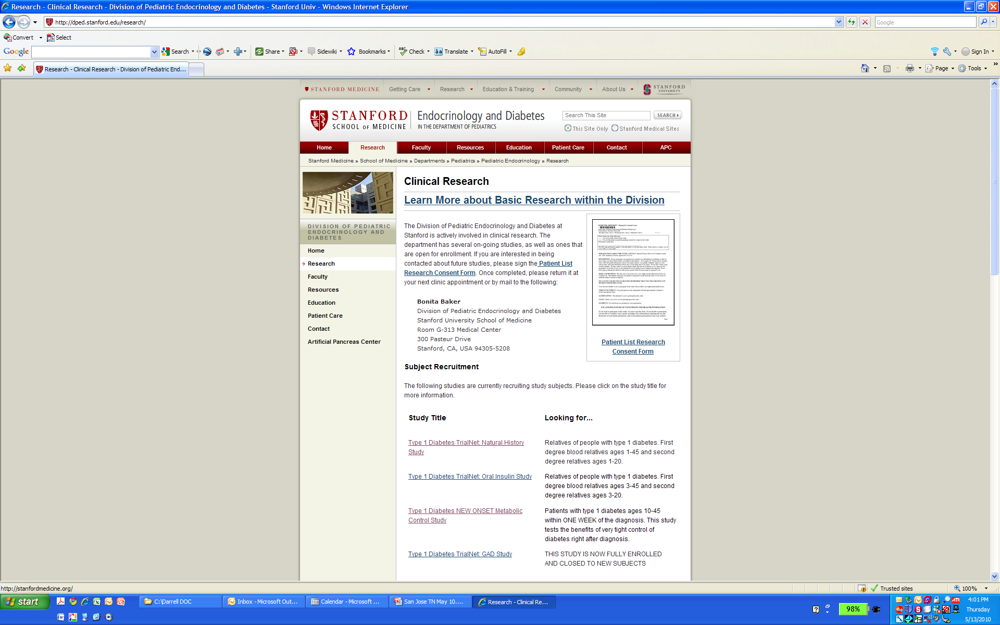 Research - Clinical Research - Division of Pediatric Endocrinology and Diabetes - Stanford Univ - Windows Internet Explorer
http://dped.stanford.edu/research/
Google
Convert Select
Google Search Share Sidewiki Bookmarks ABC Check Translate AutoFill Sign In
Research - Clinical Research - Division of Pediatric End...
Page Tools
STANFORD MEDICINE Getting Care Research Education & Training Community About Us STANFORD UNIVERSITY
STANFORD SCHOOL OF MEDICINE
Endocrinology and Diabetes
IN THE DEPARTMENT OF PEDIATRICS
Search This Site SEARCH
This Site Only Stanford Medical Sites
Home Research Faculty Resources Education Patient Care Contact APC
Stanford Medicine » School of Medicine » Departments » Pediatrics » Pediatric Endocrinology » Research
DIVISION OF PEDIATRIC
ENDOCRINOLOGY AND
DIABETES
Home
Research
Faculty
Resources
Education
Patient Care
Contact
Artificial Pancreas Center
Clinical Research
Learn More about Basic Research within the Division
The Division of Pediatric Endocrinology and Diabetes at
Stanford is actively involved in clinical research. The
department has several on-going studies, as well as ones that
are open for enrollment. If you are interested in being
contacted about future studies, please sign the Patient List
Research Consent Form. Once completed, please return it at
your next clinic appointment or by mail to the following:
Bonita Baker
Division of Pediatric Endocrinology and Diabetes
Stanford University School of Medicine
Room G-313 Medical Center
300 Pasteur Drive
Stanford, CA, USA 94305-5208
Patient List Research
Consent Form
Subject Recruitment
The following studies are currently recruiting study subjects. Please click on the study title for
more information.
Study Title Looking for...
Type 1 Diabetes TrialNet: Natural History
Study
Relatives of people with type 1 diabetes. First
degree blood relatives ages 1-45 and second
degree relatives ages 1-20.
Type 1 Diabetes TrialNet: Oral Insulin Study
Relatives of people with type 1 diabetes. First
degree blood relatives ages 3-45 and second
degree relatives ages 3-20.
Type 1 Diabetes NEW ONSET Metabolic
Control Study
Patients with type 1 diabetes ages 10-45
within ONE WEEK of the diagnosis. This study
tests the benefits of very tight control of
diabetes right after diagnosis.
Type 1 Diabetes TrialNet: GAD Study
THIS STUDY IS NOW FULLY ENROLLED
AND CLOSED TO NEW SUBJECTS
http://stanfordmedicine.org/
Trusted sites 100%
start C:\Darrell DOC Inbox - Microsoft Out... Calendar - Microsoft ... San Jose TN May 10.... Research - Clinical Re... 98% 4:01 PM
Thursday
5/13/2010